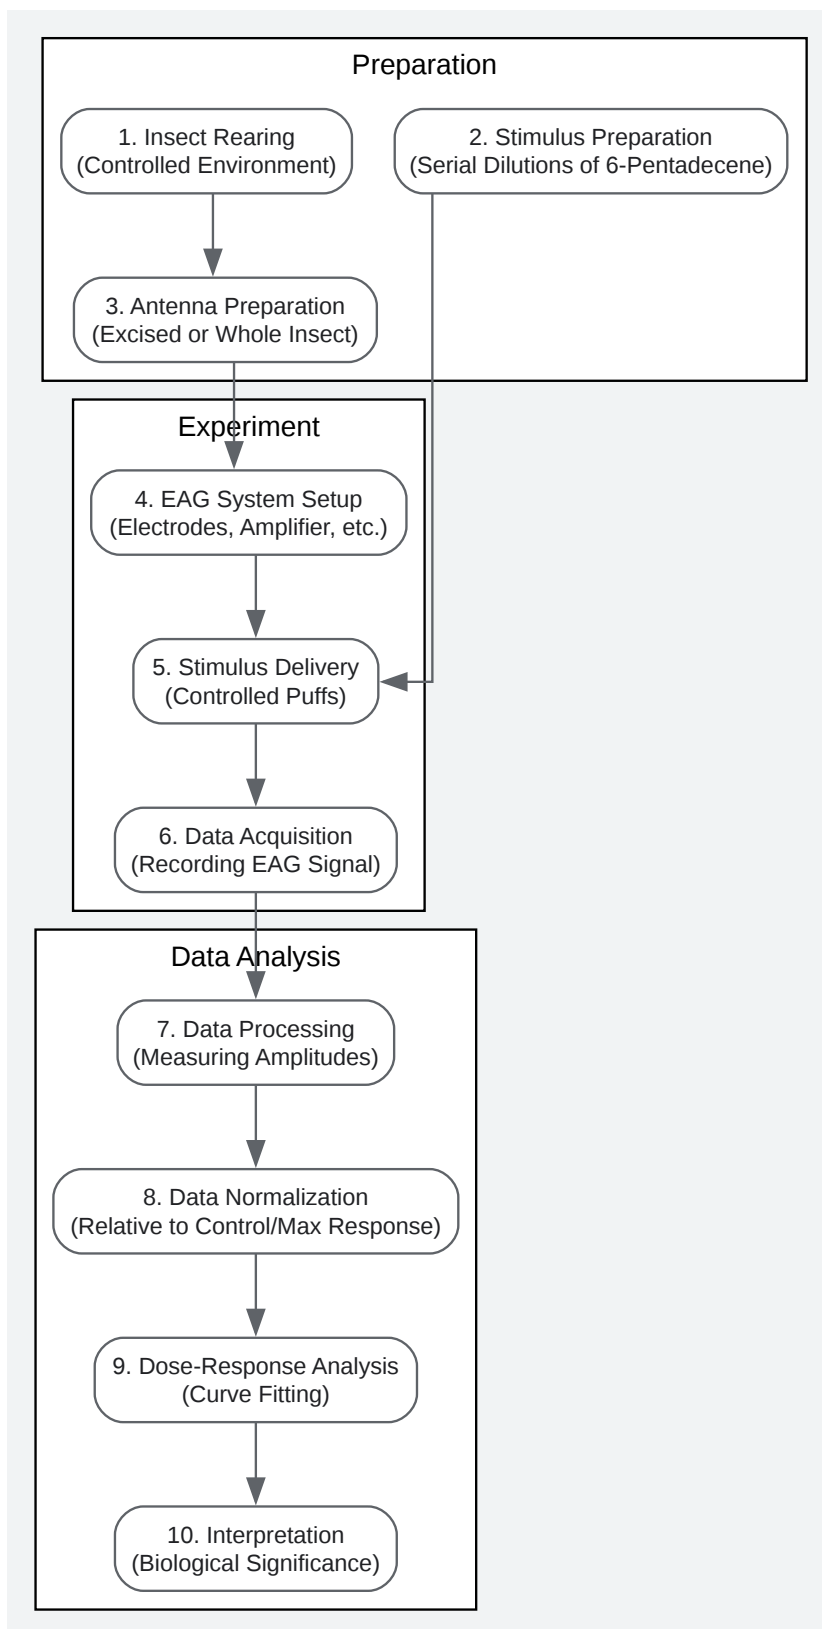 Preparation
1. Insect Rearing
(Controlled Environment)
2. Stimulus Preparation
(Serial Dilutions of 6-Pentadecene)
3. Antenna Preparation
(Excised or Whole Insect)
Experiment
4. EAG System Setup
(Electrodes, Amplifier, etc.)
5. Stimulus Delivery
(Controlled Puffs)
6. Data Acquisition
(Recording EAG Signal)
Data Analysis
7. Data Processing
(Measuring Amplitudes)
8. Data Normalization
(Relative to Control/Max Response)
9. Dose-Response Analysis
(Curve Fitting)
10. Interpretation
(Biological Significance)